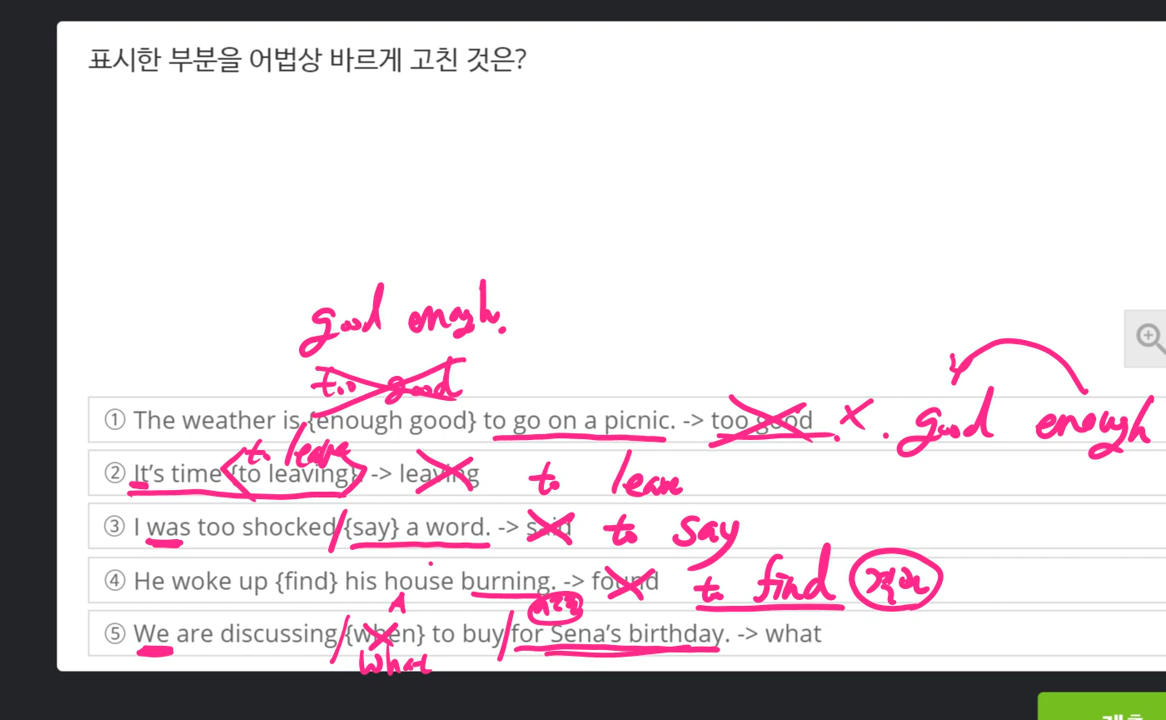 표시한 부분을 어법상 바르게 고친 것은?
good enough.
too good
① The weather is {enough good} to go on a picnic. -> too good X. good enough
to leave
② It's time {to leaving} -> leaving to leave
③ I was too shocked {say} a word. -> said to say
④ He woke up {find} his house burning. -> found to find
⑤ We are discussing {when} to buy for Sena's birthday. -> what
what